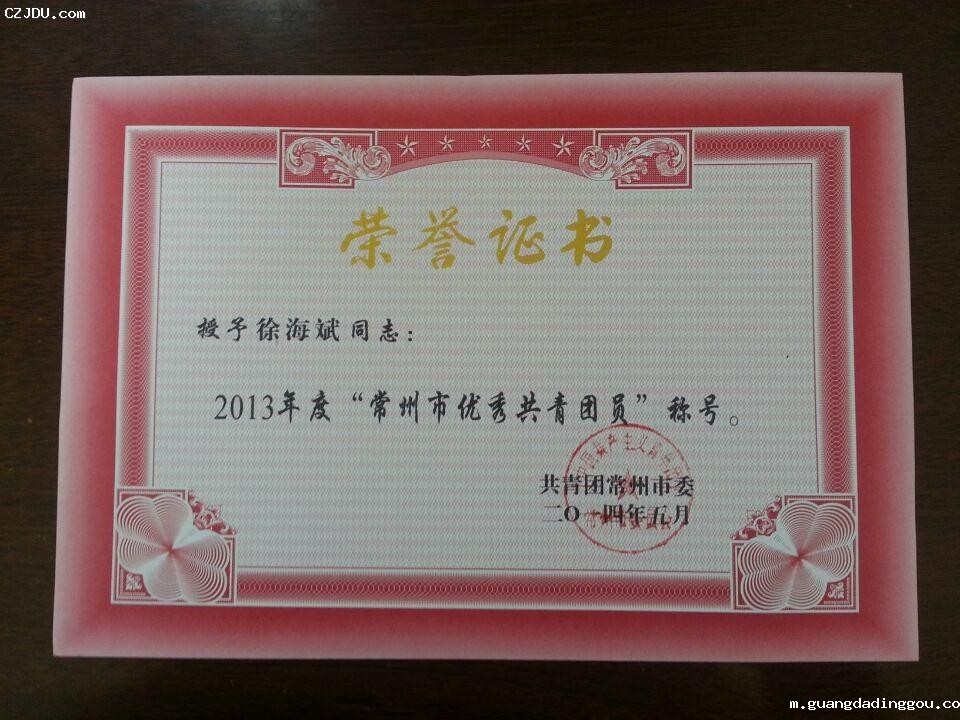 CZJDU.com
荣誉证书
授予徐海斌同志：
2013年度“常州市优秀共青团员”称号。
共青团常州市委
二〇一四年五月
m.guangdadinggou.co